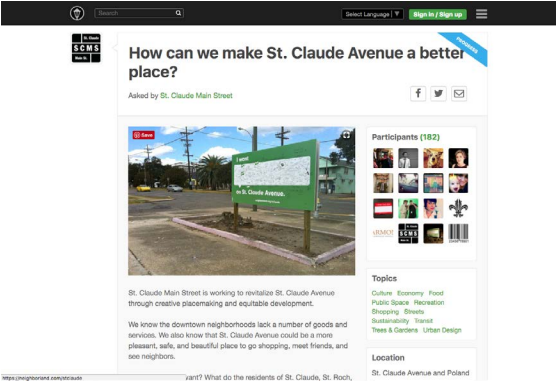 Search
Select Language
Sign in / Sign up
PROGRESS
St. Claude
SCMS
Main St.
How can we make St. Claude Avenue a better
place?
Asked by St. Claude Main Street
Save
I want
on St. Claude Avenue.
Participants (182)
SCMS
Topics
Culture Economy Food
Public Space Recreation
Shopping Streets
Sustainability Transit
Trees & Gardens Urban Design
Location
St. Claude Avenue and Poland
St. Claude Main Street is working to revitalize St. Claude Avenue
through creative placemaking and equitable development.
We know the downtown neighborhoods lack a number of goods and
services. We also know that St. Claude Avenue could be a more
pleasant, safe, and beautiful place to go shopping, meet friends, and
see neighbors.
want? What do the residents of St. Claude, St. Roch,
https://neighborland.com/stclaude